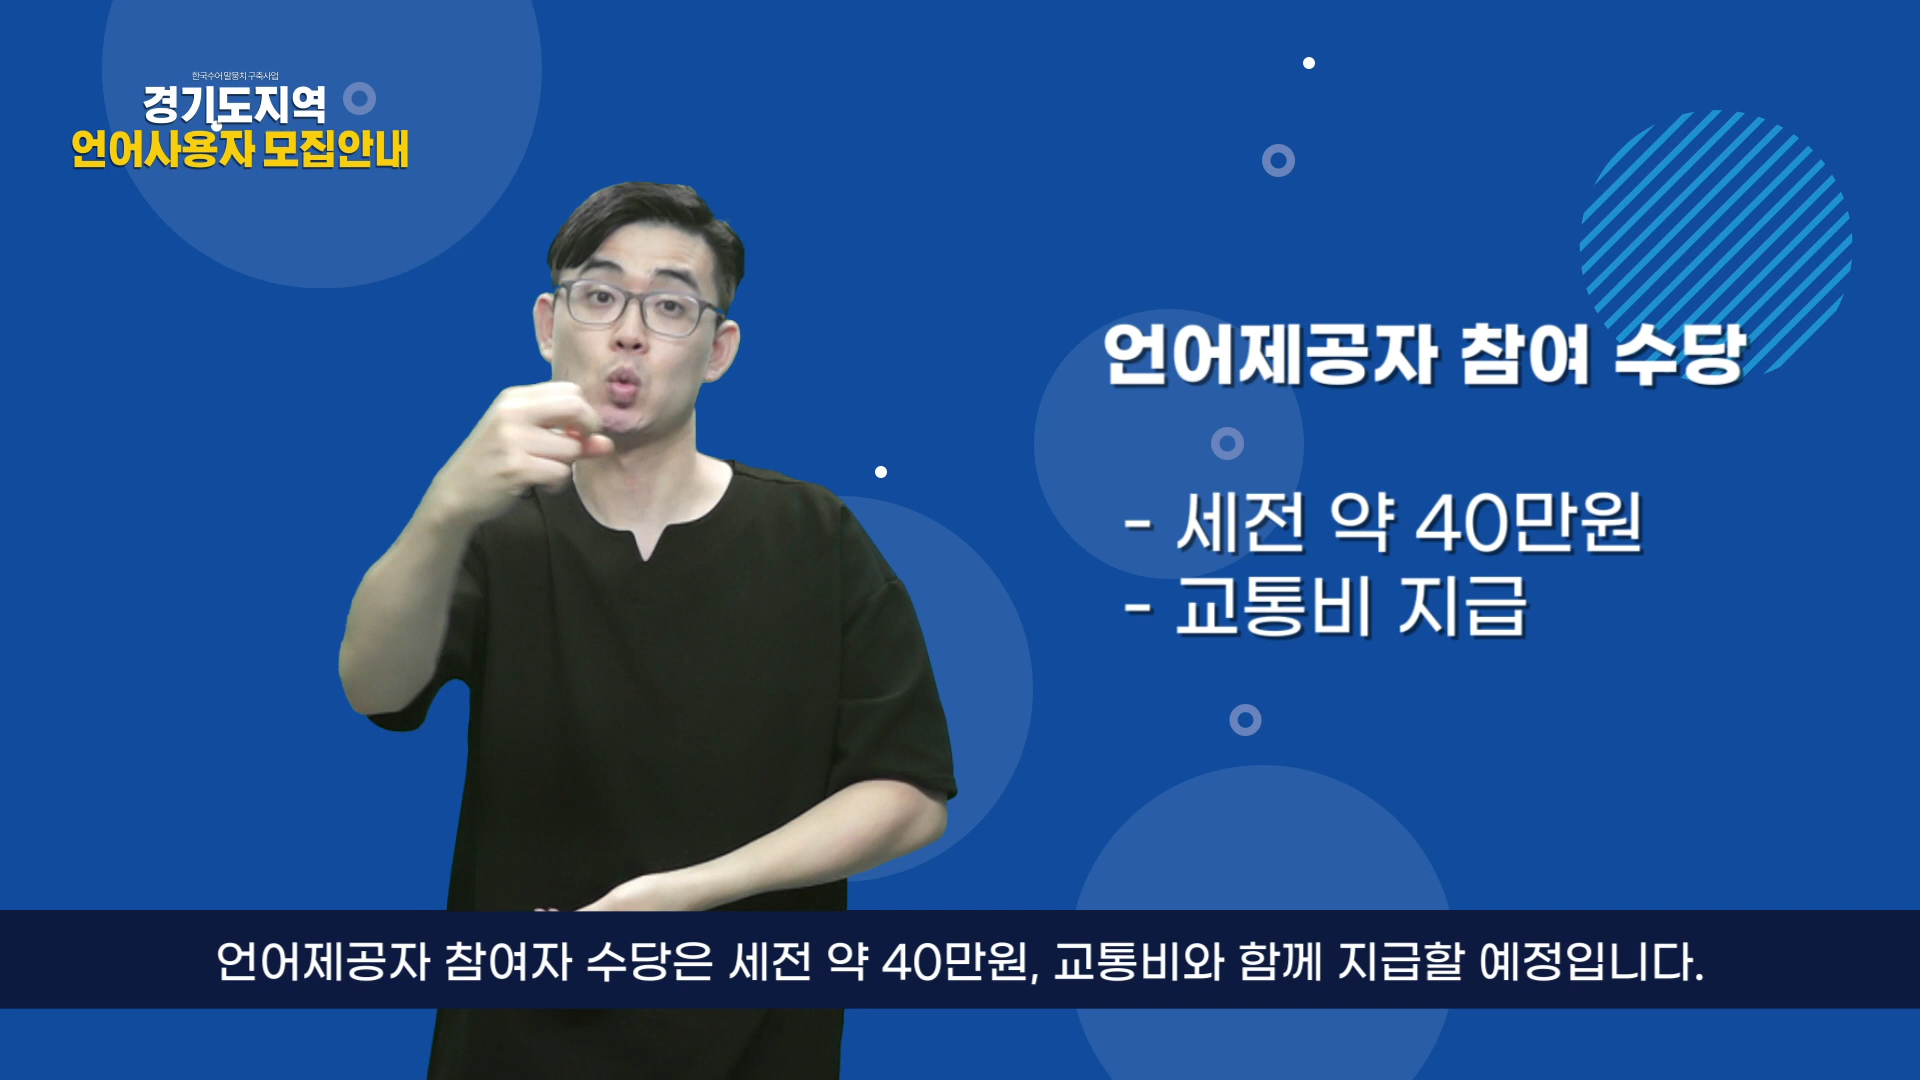 한국수어 말뭉치 구축사업
경기도지역
언어사용자 모집안내
언어제공자 참여 수당
- 세전 약 40만원
- 교통비 지급
언어제공자 참여자 수당은 세전 약 40만원, 교통비와 함께 지급할 예정입니다.